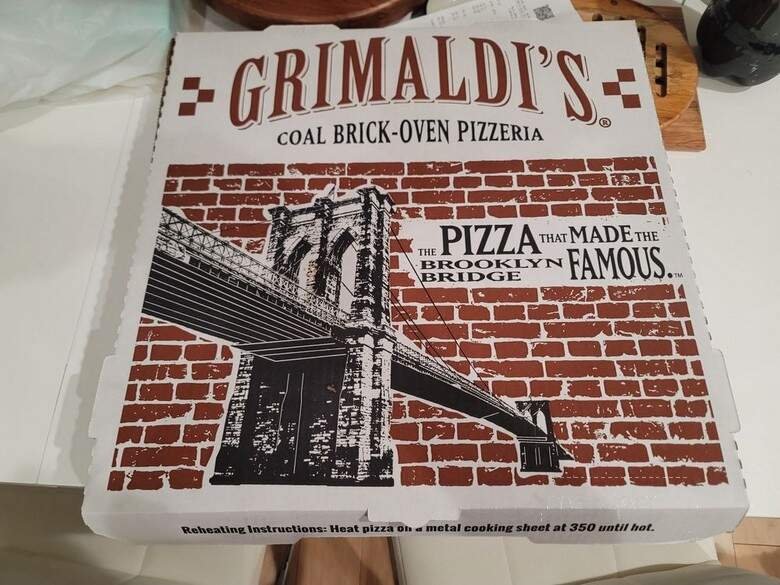 GRIMALDI'S®
COAL BRICK-OVEN PIZZERIA
THE PIZZA THAT MADE THE
BROOKLYN BRIDGE FAMOUS.™
Reheating Instructions: Heat pizza on a metal cooking sheet at 350 until hot.